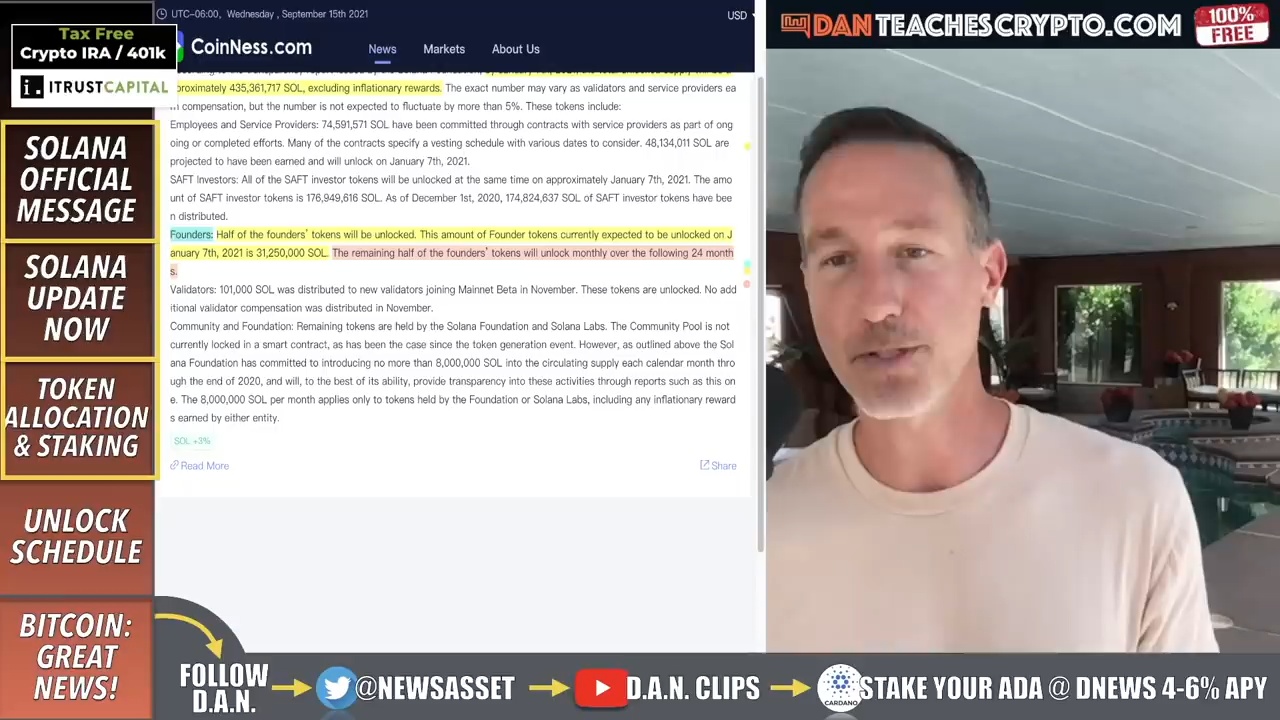 UTC-06:00, Wednesday , September 15th 2021
USD
DANTEACHESCRYPTO.COM
100%
FREE
Tax Free
Crypto IRA / 401k
ITRUSTCAPITAL
CoinNess.com
News
Markets
About Us
proximately 435,361,717 SOL, excluding inflationary rewards. The exact number may vary as validators and service providers ea
compensation, but the number is not expected to fluctuate by more than 5%. These tokens include:
Employees and Service Providers: 74,591,571 SOL have been committed through contracts with service providers as part of ong
oing or completed efforts. Many of the contracts specify a vesting schedule with various dates to consider. 48,134,011 SOL are
projected to have been earned and will unlock on January 7th, 2021.
SAFT Investors: All of the SAFT investor tokens will be unlocked at the same time on approximately January 7th, 2021. The amo
unt of SAFT investor tokens is 176,949,616 SOL. As of December 1st, 2020, 174,824,637 SOL of SAFT investor tokens have bee
n distributed.
Founders: Half of the founders' tokens will be unlocked. This amount of Founder tokens currently expected to be unlocked on J
anuary 7th, 2021 is 31,250,000 SOL. The remaining half of the founders' tokens will unlock monthly over the following 24 month
s.
Validators: 101,000 SOL was distributed to new validators joining Mainnet Beta in November. These tokens are unlocked. No add
itional validator compensation was distributed in November.
Community and Foundation: Remaining tokens are held by the Solana Foundation and Solana Labs. The Community Pool is not
currently locked in a smart contract, as has been the case since the token generation event. However, as outlined above the Sol
ana Foundation has committed to introducing no more than 8,000,000 SOL into the circulating supply each calendar month thro
ugh the end of 2020, and will, to the best of its ability, provide transparency into these activities through reports such as this on
e. The 8,000,000 SOL per month applies only to tokens held by the Foundation or Solana Labs, including any inflationary reward
s earned by either entity.
SOL +3%
Read More
Share
SOLANA
OFFICIAL
MESSAGE
SOLANA
UPDATE
NOW
TOKEN
ALLOCATION
& STAKING
UNLOCK
SCHEDULE
BITCOIN:
GREAT
NEWS!
FOLLOW
D.A.N.
@NEWSASSET
D.A.N. CLIPS
CARDANO
STAKE YOUR ADA @ DNEWS 4-6% APY